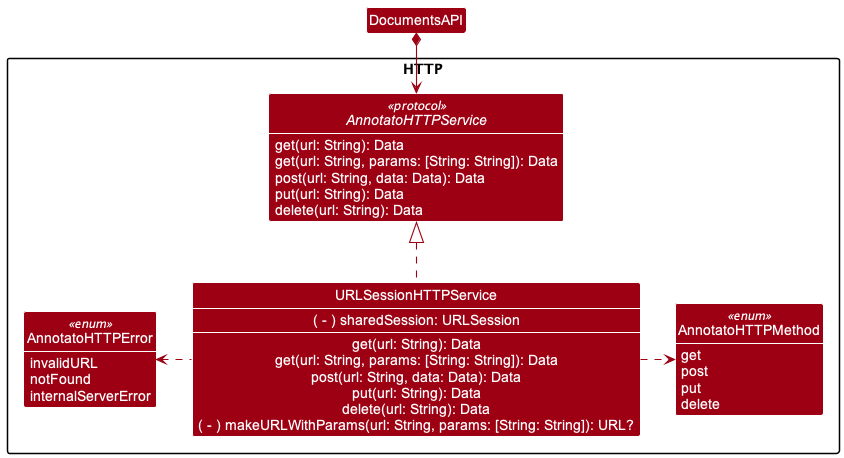 DocumentsAPI
HTTP
«protocol»
AnnotatoHTTPService
get(url: String): Data
get(url: String, params: [String: String]): Data
post(url: String, data: Data): Data
put(url: String): Data
delete(url: String): Data
URLSessionHTTPService
( - ) sharedSession: URLSession
get(url: String): Data
get(url: String, params: [String: String]): Data
post(url: String, data: Data): Data
put(url: String): Data
delete(url: String): Data
( - ) makeURLWithParams(url: String, params: [String: String]): URL?
«enum»
AnnotatoHTTPError
invalidURL
notFound
internalServerError
«enum»
AnnotatoHTTPMethod
get
post
put
delete